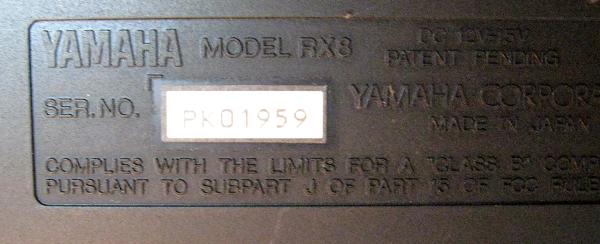 YAMAHA MODEL RX8
DC 12V
PATENT PENDING
SER. NO. PK01959
YAMAHA CORPORA
MADE IN JAPAN
COMPLIES WITH THE LIMITS FOR A "CLASS B" COMP
PURSUANT TO SUBPART J OF PART 15 OF FCC RULE